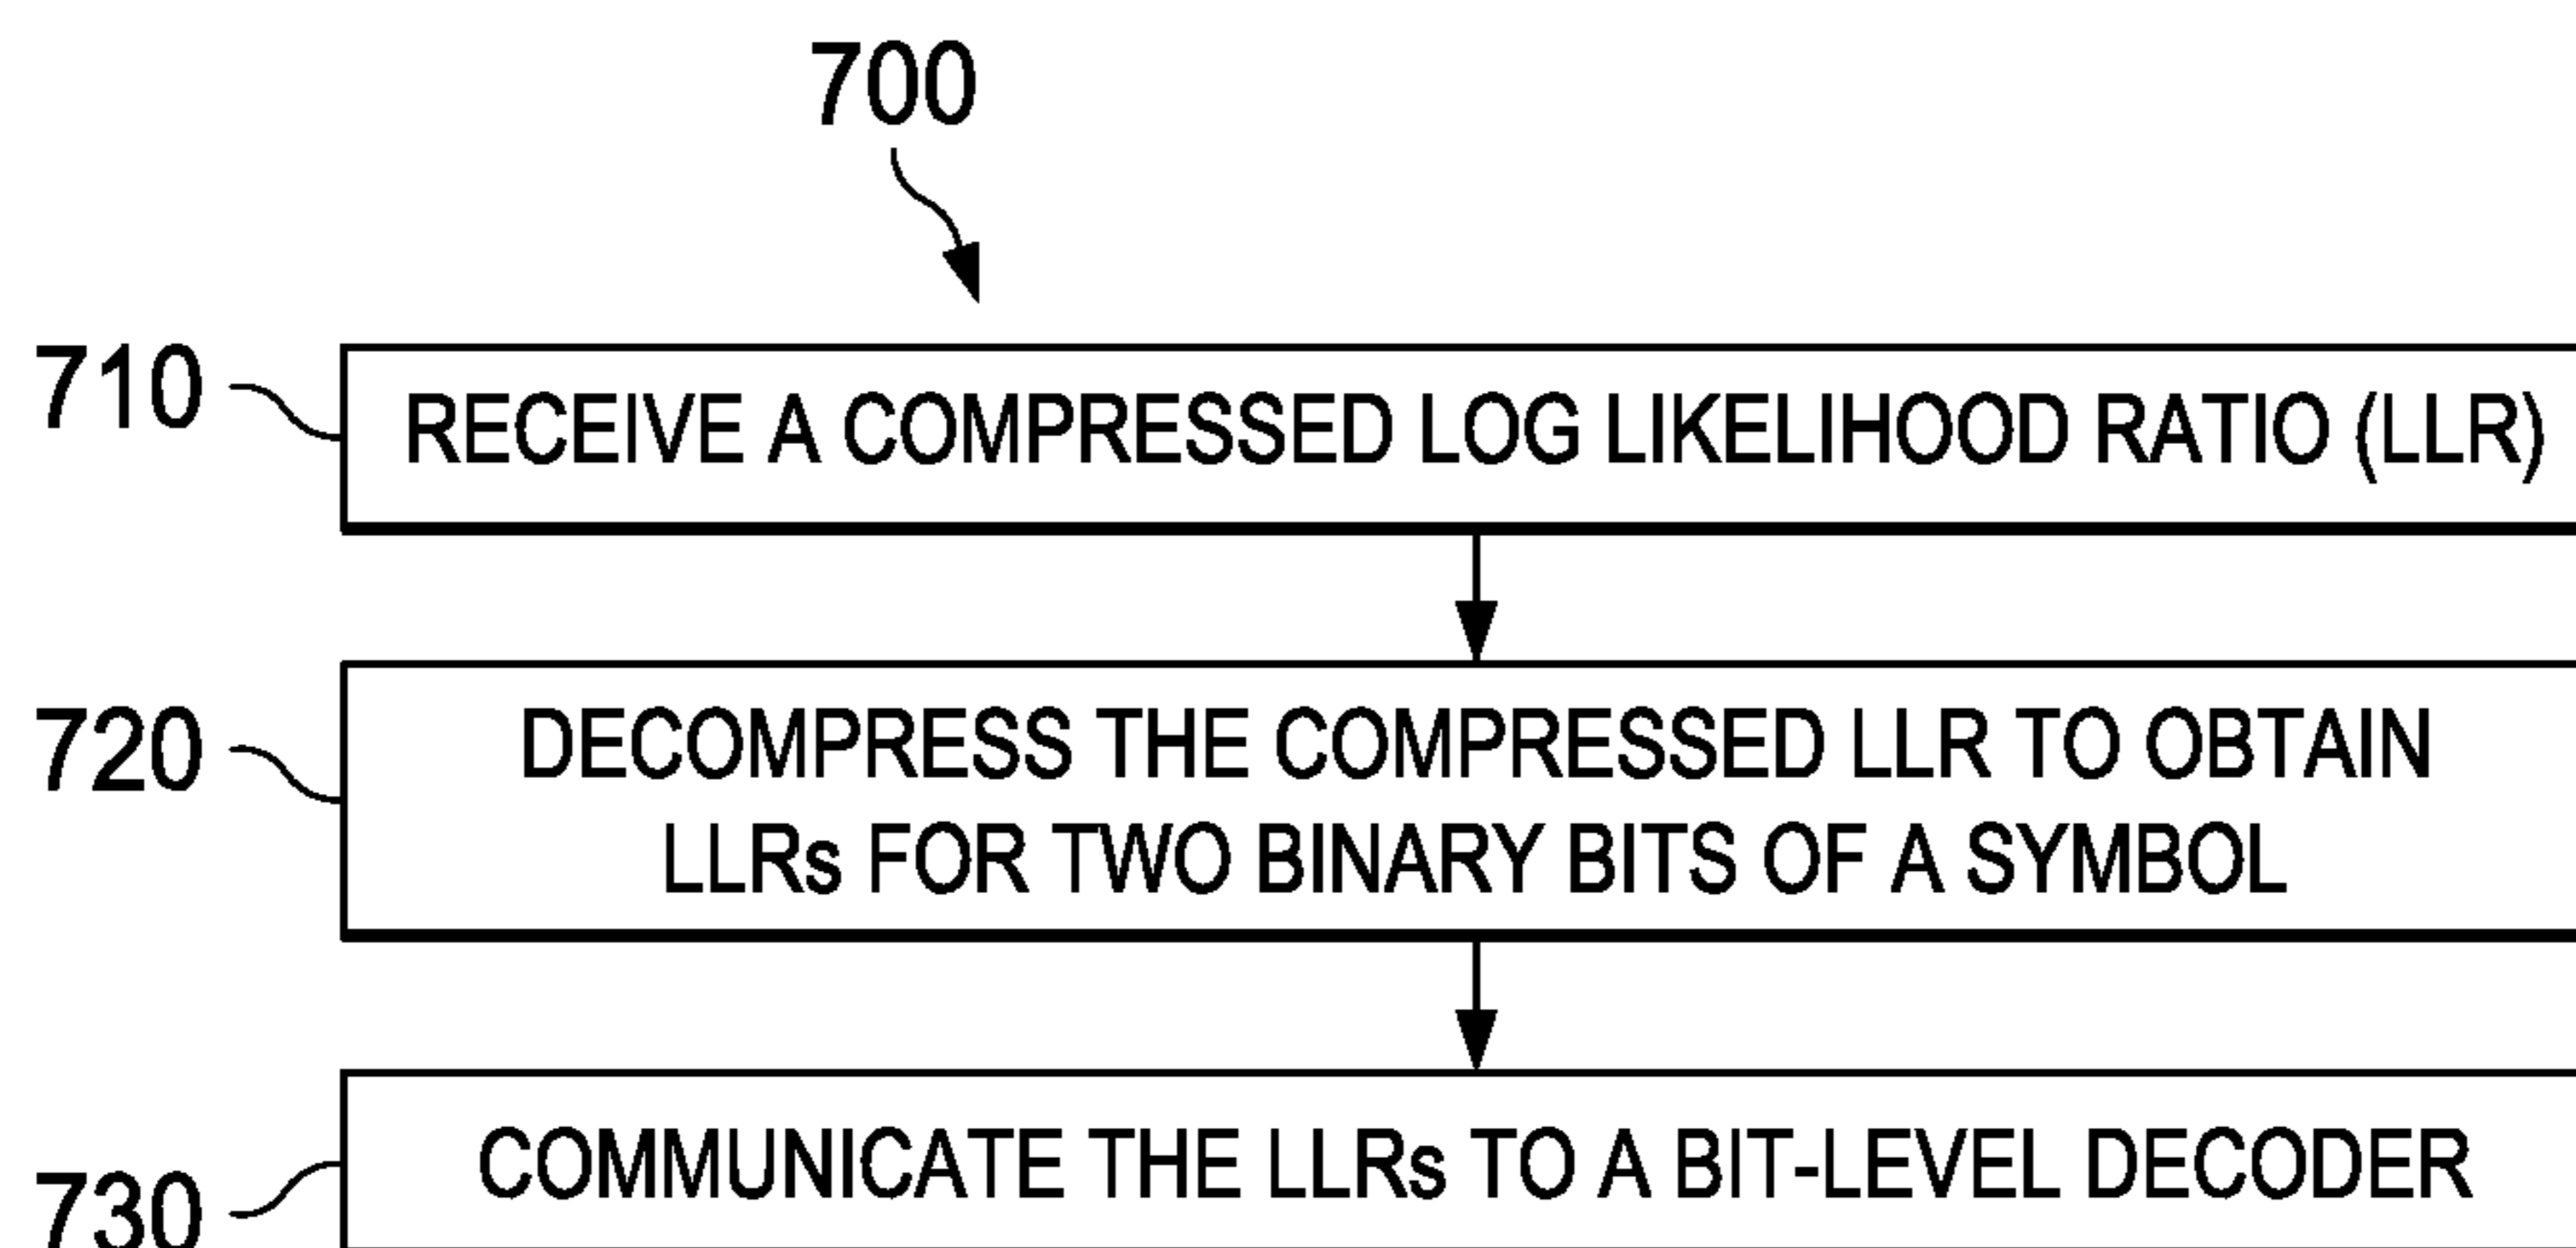 700
710
RECEIVE A COMPRESSED LOG LIKELIHOOD RATIO (LLR)
720
DECOMPRESS THE COMPRESSED LLR TO OBTAIN
LLRs FOR TWO BINARY BITS OF A SYMBOL
730
COMMUNICATE THE LLRs TO A BIT-LEVEL DECODER